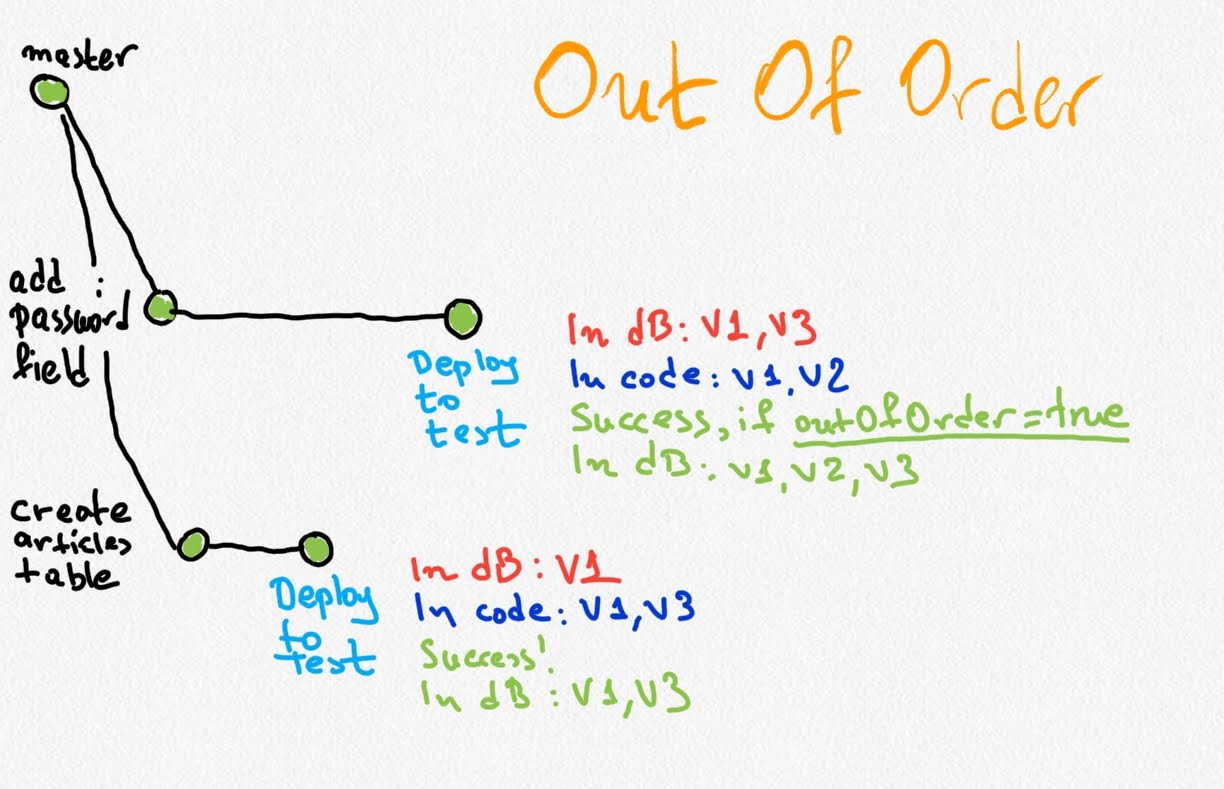 Out Of Order
master
add
password
field
Deploy
to
test
In dB: V1, V3
In code: V1, V2
Success, if outOfOrder=true
In dB: V1, V2, V3
create
articles
table
Deploy
to
test
In dB: V1
In code: V1, V3
Success!
In dB: V1, V3